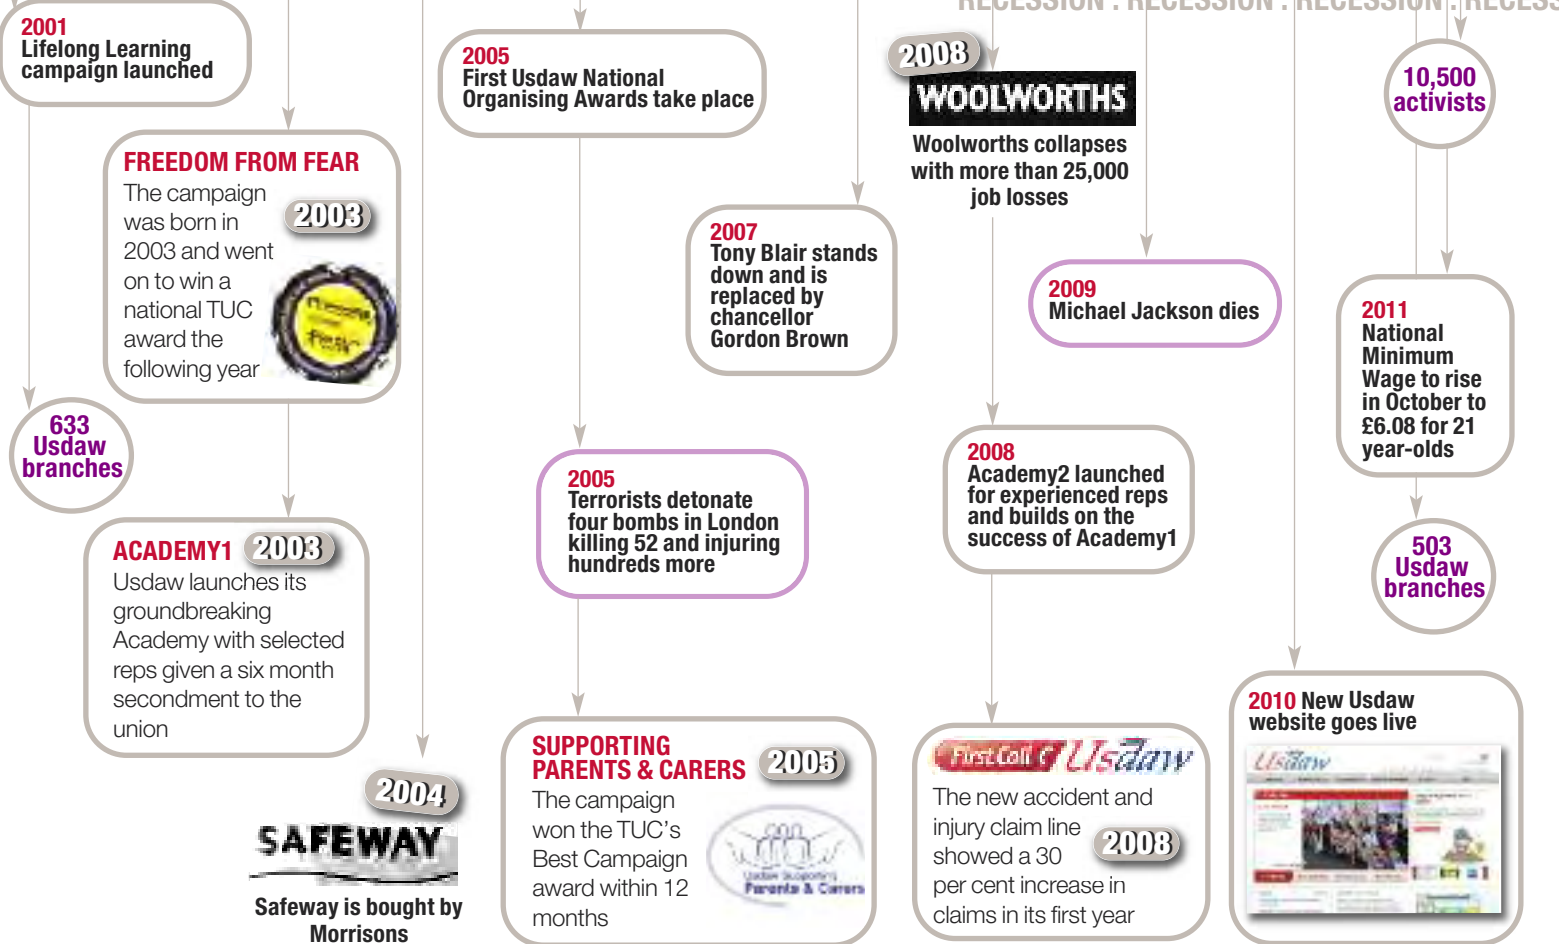 RECESSION : RECESSION : RECESSION : RECESS
2001
Lifelong Learning
campaign launched
FREEDOM FROM FEAR
The campaign
was born in
2003 and went
on to win a
national TUC
award the
following year
2003
633
Usdaw
branches
ACADEMY1
2003
Usdaw launches its
groundbreaking
Academy with selected
reps given a six month
secondment to the
union
2004
SAFEWAY
Safeway is bought by
Morrisons
2005
First Usdaw National
Organising Awards take place
2005
Terrorists detonate
four bombs in London
killing 52 and injuring
hundreds more
SUPPORTING
PARENTS & CARERS
2005
The campaign
won the TUC's
Best Campaign
award within 12
months
Usdaw Supporting
Parents & Carers
2007
Tony Blair stands
down and is
replaced by
chancellor
Gordon Brown
2008
WOOLWORTHS
Woolworths collapses
with more than 25,000
job losses
2008
Academy2 launched
for experienced reps
and builds on the
success of Academy1
First Call Usdaw
The new accident and
injury claim line
showed a 30
per cent increase in
claims in its first year
2008
2009
Michael Jackson dies
10,500
activists
2011
National
Minimum
Wage to rise
in October to
£6.08 for 21
year-olds
503
Usdaw
branches
2010 New Usdaw
website goes live
Usdaw